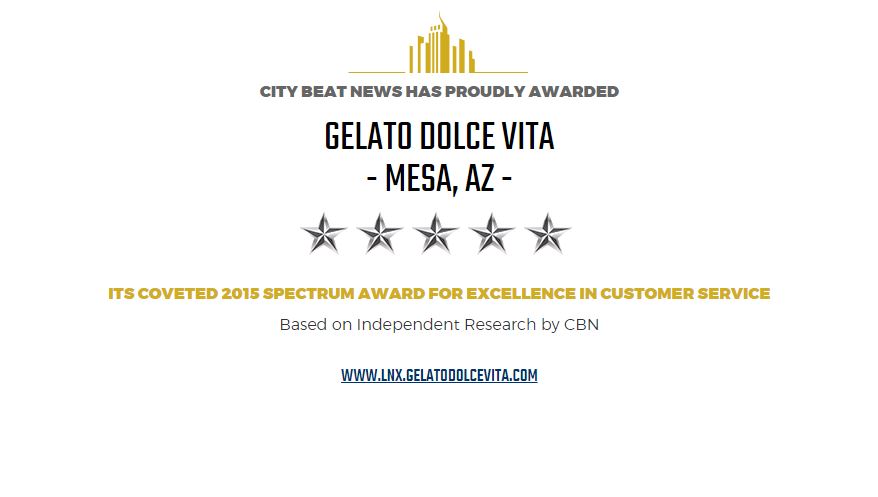 CITY BEAT NEWS HAS PROUDLY AWARDED
GELATO DOLCE VITA
- MESA, AZ -
ITS COVETED 2015 SPECTRUM AWARD FOR EXCELLENCE IN CUSTOMER SERVICE
Based on Independent Research by CBN
WWW.LNX.GELATODOLCEVITA.COM